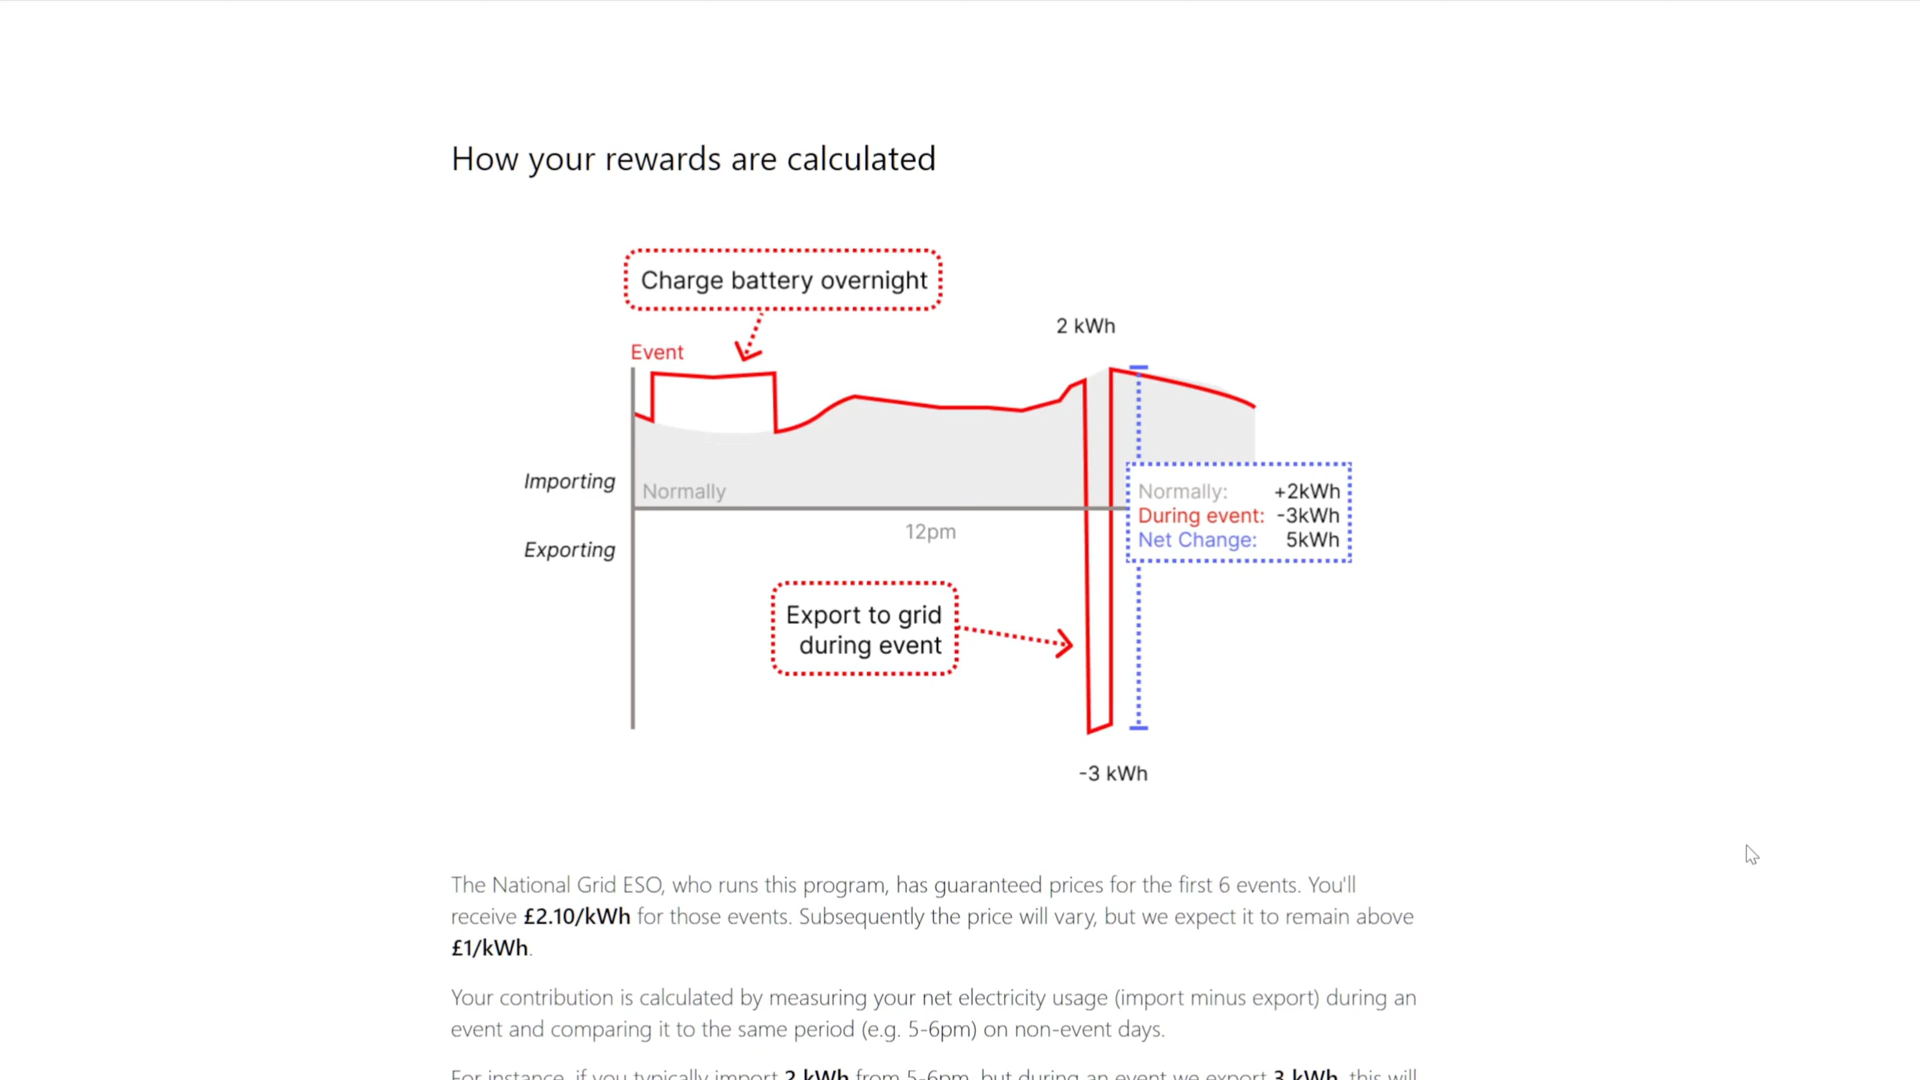 How your rewards are calculated
Charge battery overnight
2 kWh
Event
Importing
Normally
Normally: +2kWh
During event: -3kWh
Net Change: 5kWh
12pm
Exporting
Export to grid
during event
-3 kWh
The National Grid ESO, who runs this program, has guaranteed prices for the first 6 events. You'll
receive £2.10/kWh for those events. Subsequently the price will vary, but we expect it to remain above
£1/kWh.
Your contribution is calculated by measuring your net electricity usage (import minus export) during an
event and comparing it to the same period (e.g. 5-6pm) on non-event days.
For instance, if you typically import 2 kWh from 5-6pm, but during an event we export 3 kWh, this will